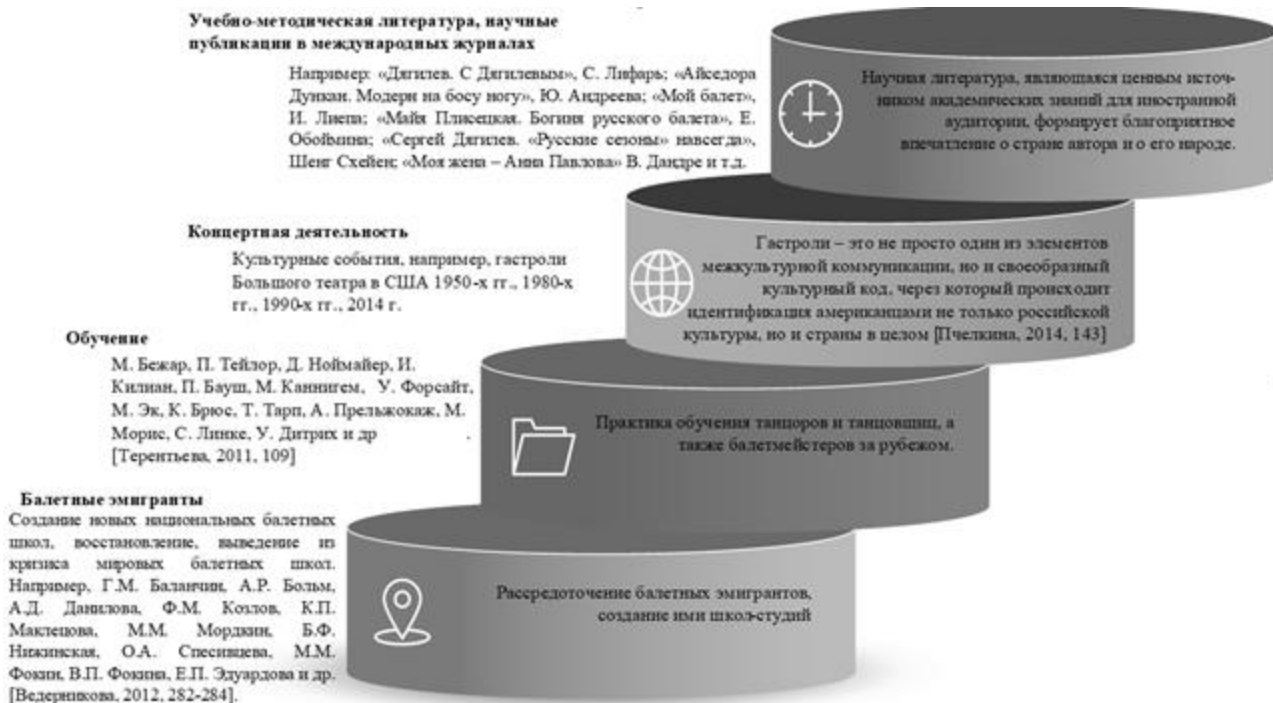 Учебно-методическая литература, научные
публикации в международных журналах
Например: «Дягилев. С Дягилевым», С. Лифарь; «Айседора
Дункан. Модерн на босу ногу», Ю. Андреева; «Мой балет»,
И. Лиепа; «Майя Плисецкая. Богиня русского балета», Е.
Обоймина; «Сергей Дягилев. «Русские сезоны» навсегда»,
Шенг Схейен; «Моя жена – Анна Павлова» В. Дандре и т.д.
Научная литература, являющаяся ценным источ-
ником академических знаний для иностранной
аудитории, формирует благоприятное
впечатление о стране автора и о его народе.
Концертная деятельность
Культурные события, например, гастроли
Большого театра в США 1950-х гг., 1980-х
гг., 1990-х гг., 2014 г.
Гастроли – это не просто один из элементов
межкультурной коммуникации, но и своеобразный
культурный код, через который происходит
идентификация американцами не только российской
культуры, но и страны в целом [Пчелкина, 2014, 143]
Обучение
М. Бежар, П. Тейлор, Д. Ноймайер, И.
Килиан, П. Бауш, М. Каннигем, У. Форсайт,
М. Эк, К. Брюс, Т. Тарп, А. Прельжокаж, М.
Морис, С. Линке, У. Дитрих и др .
[Терентьева, 2011, 109]
Практика обучения танцоров и танцовщиц, а
также балетмейстеров за рубежом.
Балетные эмигранты
Создание новых национальных балетных
школ, восстановление, выведение из
кризиса мировых балетных школ.
Например, Г.М. Баланчин, А.Р. Больм,
А.Д. Данилова, Ф.М. Козлов, К.П.
Маклецова, М.М. Мордкин, Б.Ф.
Нижинская, О.А. Спесивцева, М.М.
Фокин, В.П. Фокина, Е.П. Эдуардова и др.
[Ведерникова, 2012, 282-284].
Рассредоточение балетных эмигрантов,
создание ими школ-студий